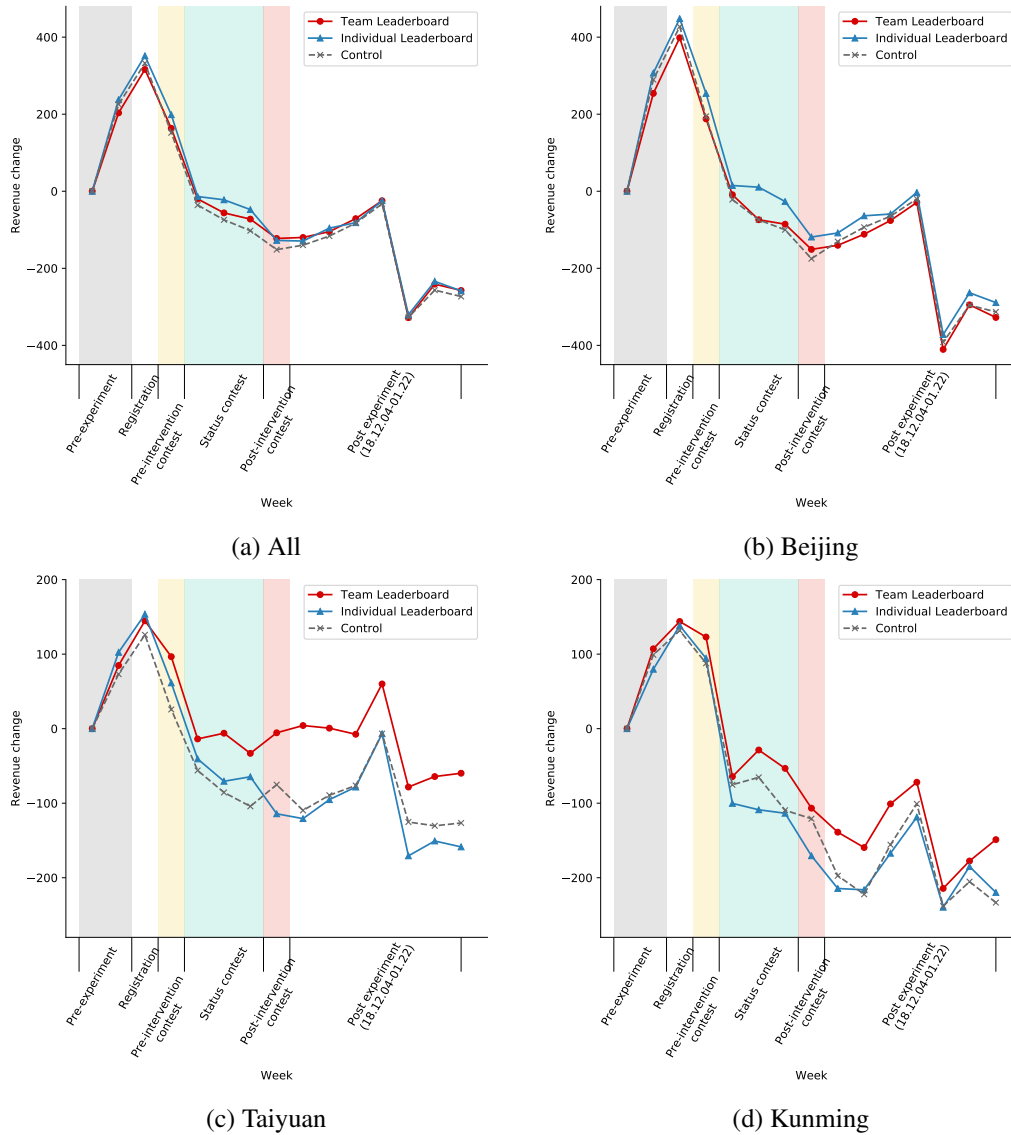 400
200
0
−200
−400
Revenue change
Team Leaderboard
Individual Leaderboard
Control
Pre-experiment
Registration
Pre-intervention
contest
Status contest
Post-intervention
contest
Post experiment
(18.12.04-01.22)
Week
(a) All
400
200
0
−200
−400
Revenue change
Team Leaderboard
Individual Leaderboard
Control
Pre-experiment
Registration
Pre-intervention
contest
Status contest
Post-intervention
contest
Post experiment
(18.12.04-01.22)
Week
(b) Beijing
200
100
0
−100
−200
Revenue change
Team Leaderboard
Individual Leaderboard
Control
Pre-experiment
Registration
Pre-intervention
contest
Status contest
Post-intervention
contest
Post experiment
(18.12.04-01.22)
Week
(c) Taiyuan
200
100
0
−100
−200
Revenue change
Team Leaderboard
Individual Leaderboard
Control
Pre-experiment
Registration
Pre-intervention
contest
Status contest
Post-intervention
contest
Post experiment
(18.12.04-01.22)
Week
(d) Kunming